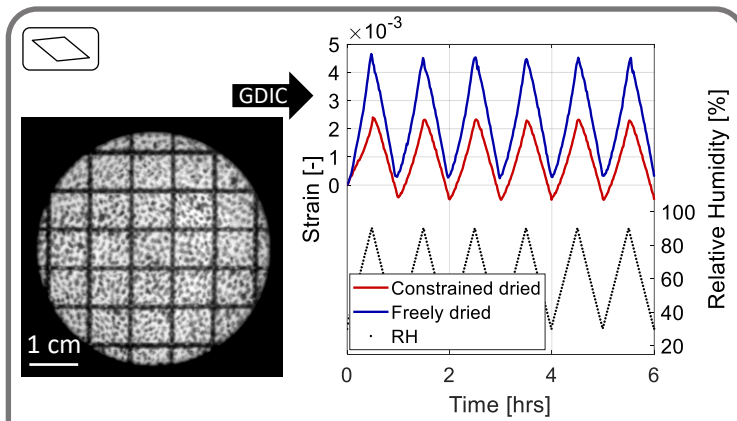 ×10⁻³
GDIC
5
4
3
2
1
0
Strain [-]
100
80
60
40
20
Relative Humidity [%]
Constrained dried
Freely dried
RH
1 cm
0
2
4
6
Time [hrs]